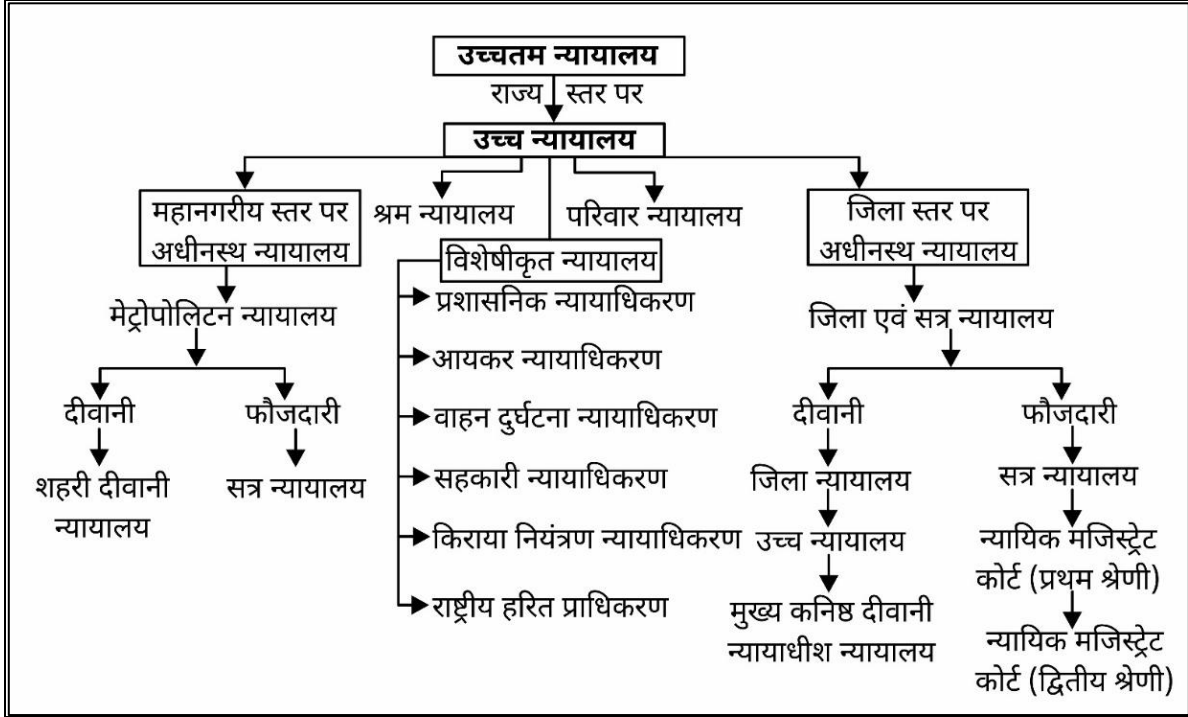 उच्चतम न्यायालय
राज्य स्तर पर
उच्च न्यायालय
महानगरीय स्तर पर
अधीनस्थ न्यायालय
श्रम न्यायालय
परिवार न्यायालय
जिला स्तर पर
अधीनस्थ न्यायालय
विशेषीकृत न्यायालय
प्रशासनिक न्यायाधिकरण
आयकर न्यायाधिकरण
वाहन दुर्घटना न्यायाधिकरण
सहकारी न्यायाधिकरण
किराया नियंत्रण न्यायाधिकरण
राष्ट्रीय हरित प्राधिकरण
मेट्रोपोलिटन न्यायालय
दीवानी
फौजदारी
शहरी दीवानी
न्यायालय
सत्र न्यायालय
जिला एवं सत्र न्यायालय
दीवानी
फौजदारी
जिला न्यायालय
उच्च न्यायालय
मुख्य कनिष्ठ दीवानी
न्यायाधीश न्यायालय
सत्र न्यायालय
न्यायिक मजिस्ट्रेट
कोर्ट (प्रथम श्रेणी)
न्यायिक मजिस्ट्रेट
कोर्ट (द्वितीय श्रेणी)